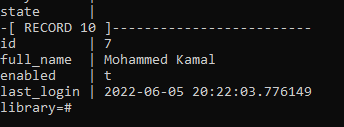 state       |
-[ RECORD 10 ]-------------------------
id          | 7
full_name   | Mohammed Kamal
enabled     | t
last_login  | 2022-06-05 20:22:03.776149
library=#